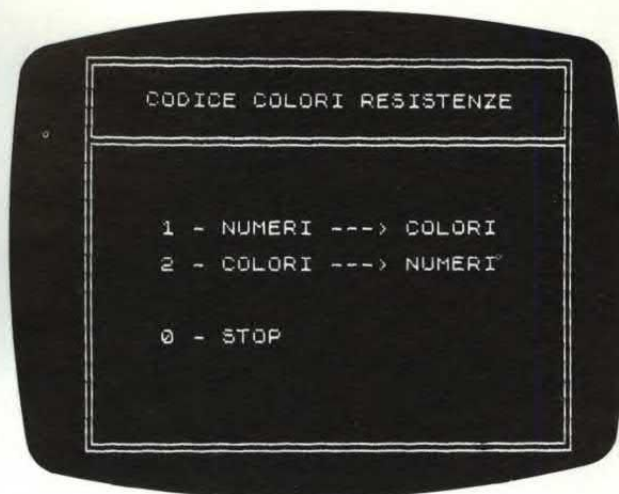 CODICE COLORI RESISTENZE
1 - NUMERI ---> COLORI
2 - COLORI ---> NUMERI
0 - STOP